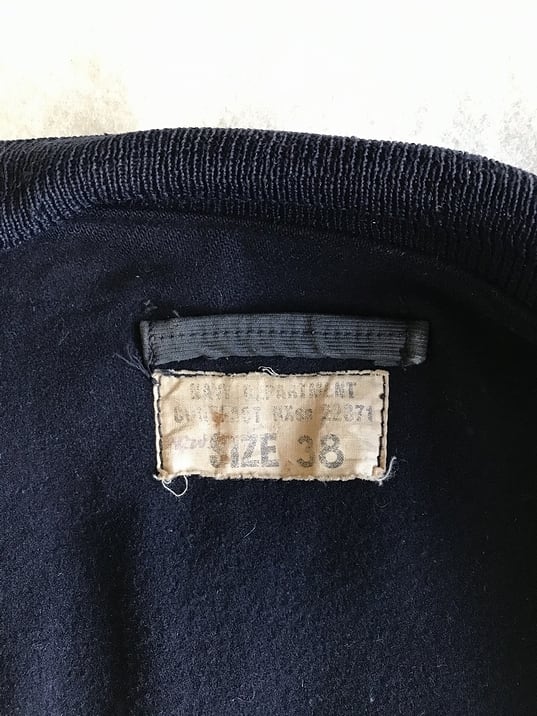 NAVY DEPARTMENT
CONTRACT NXss 22871
SIZE 38